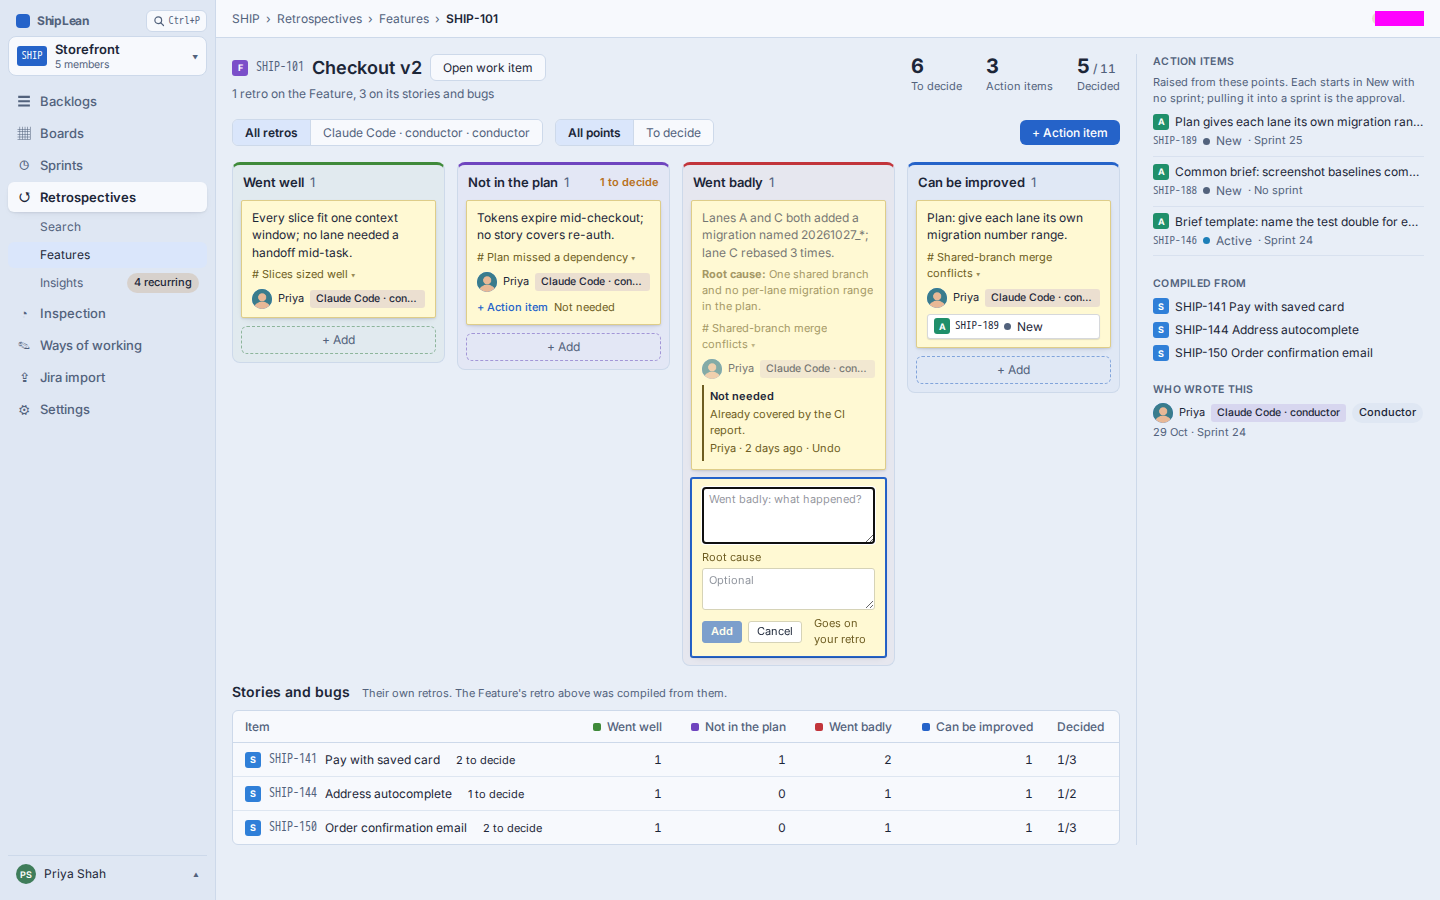 ShipLean
Ctrl+P
SHIP
Storefront
5 members
Backlogs
Boards
Sprints
Retrospectives
Search
Features
Insights
4 recurring
Inspection
Ways of working
Jira import
Settings
PS
Priya Shah
SHIP › Retrospectives › Features › SHIP-101
F SHIP-101 Checkout v2 Open work item
1 retro on the Feature, 3 on its stories and bugs
6
To decide
3
Action items
5 / 11
Decided
All retros Claude Code · conductor · conductor All points To decide
+ Action item
Went well 1
Every slice fit one context
window; no lane needed a
handoff mid-task.
# Slices sized well
Priya Claude Code · con...
+ Add
Not in the plan 1 1 to decide
Tokens expire mid-checkout;
no story covers re-auth.
# Plan missed a dependency
Priya Claude Code · con...
+ Action item Not needed
+ Add
Went badly 1
Lanes A and C both added a
migration named 20261027_*;
lane C rebased 3 times.
Root cause: One shared branch
and no per-lane migration range
in the plan.
# Shared-branch merge
conflicts
Priya Claude Code · con...
Not needed
Already covered by the CI
report.
Priya · 2 days ago · Undo
Went badly: what happened?
Root cause
Optional
Add Cancel Goes on
your retro
Can be improved 1
Plan: give each lane its own
migration number range.
# Shared-branch merge
conflicts
Priya Claude Code · con...
A SHIP-189 New
+ Add
Stories and bugs Their own retros. The Feature's retro above was compiled from them.
Item Went well Not in the plan Went badly Can be improved Decided
S SHIP-141 Pay with saved card 2 to decide 1 1 2 1 1/3
S SHIP-144 Address autocomplete 1 to decide 1 0 1 1 1/2
S SHIP-150 Order confirmation email 2 to decide 1 0 1 1 1/3
ACTION ITEMS
Raised from these points. Each starts in New with
no sprint; pulling it into a sprint is the approval.
A Plan gives each lane its own migration ran...
SHIP-189 New · Sprint 25
A Common brief: screenshot baselines com...
SHIP-188 New · No sprint
A Brief template: name the test double for e...
SHIP-146 Active · Sprint 24
COMPILED FROM
S SHIP-141 Pay with saved card
S SHIP-144 Address autocomplete
S SHIP-150 Order confirmation email
WHO WROTE THIS
Priya Claude Code · conductor Conductor
29 Oct · Sprint 24